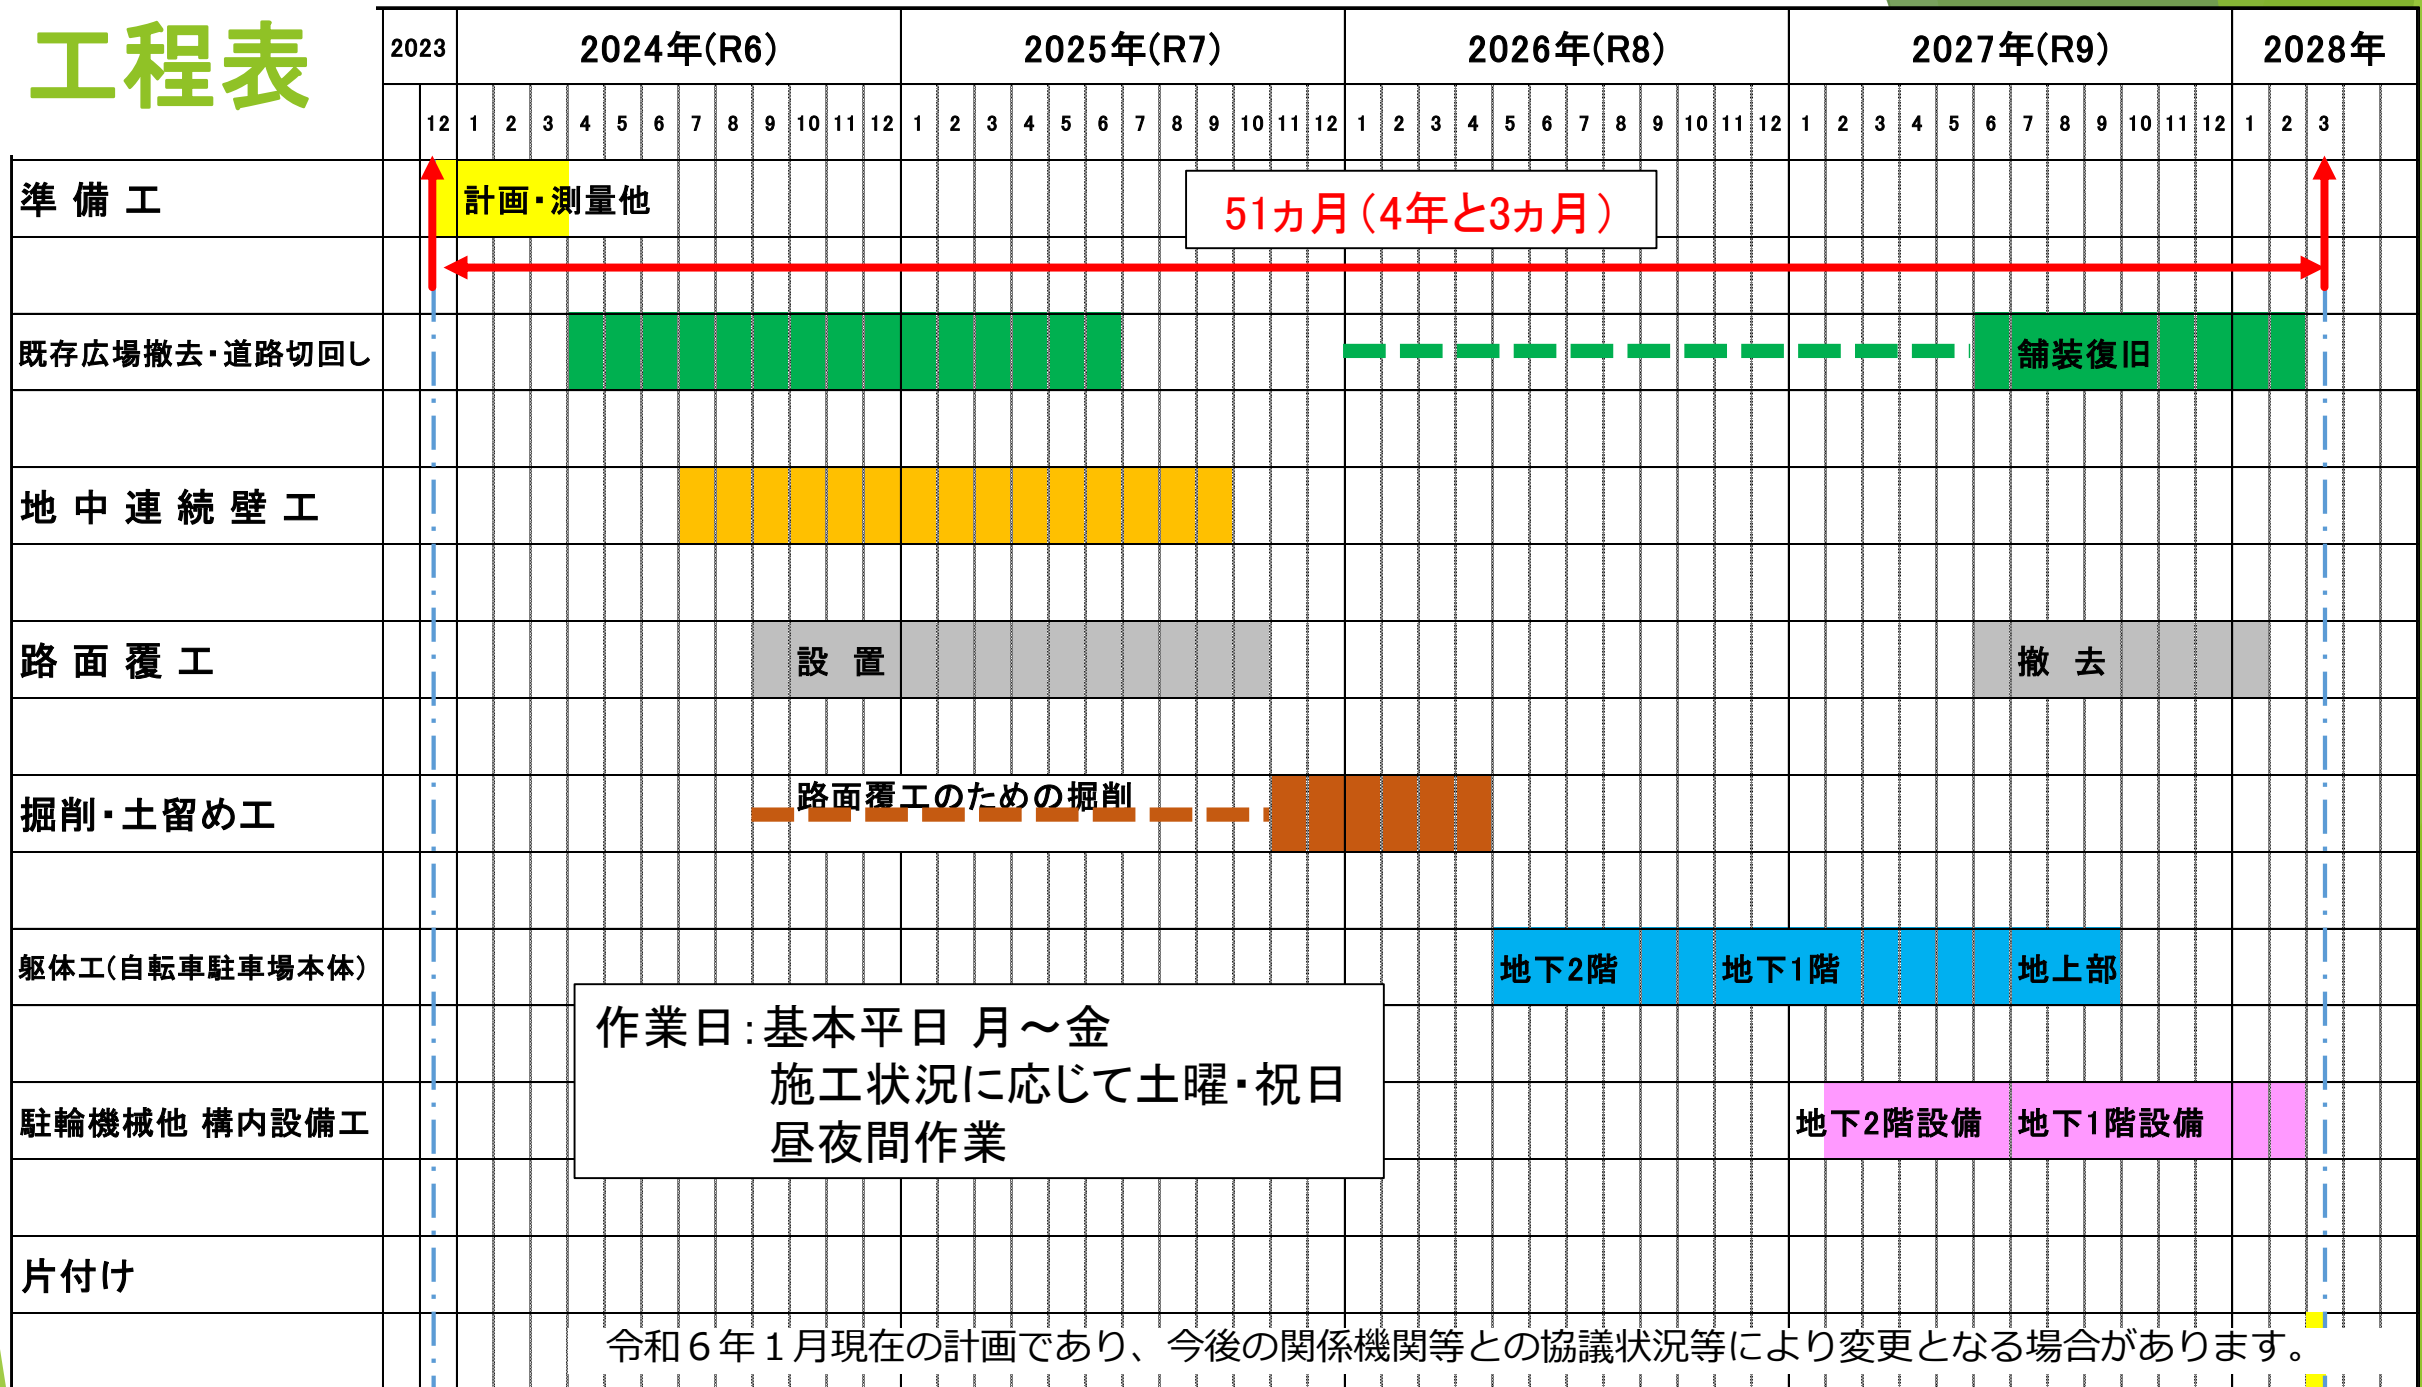 工程表
2023 2024年(R6) 2025年(R7) 2026年(R8) 2027年(R9) 2028年
12 1 2 3 4 5 6 7 8 9 10 11 12 1 2 3 4 5 6 7 8 9 10 11 12 1 2 3 4 5 6 7 8 9 10 11 12 1 2 3 4 5 6 7 8 9 10 11 12 1 2 3
準備工 計画・測量他
51ヵ月(4年と3ヵ月)
既存広場撤去・道路切回し 舗装復旧
地中連続壁工
路面覆工 設置 撤去
路面覆工のための掘削
掘削・土留め工
躯体工(自転車駐車場本体) 地下2階 地下1階 地上部
作業日:基本平日 月～金
施工状況に応じて土曜・祝日
昼夜間作業
駐輪機械他 構内設備工 地下2階設備 地下1階設備
片付け
令和6年1月現在の計画であり、今後の関係機関等との協議状況等により変更となる場合があります。